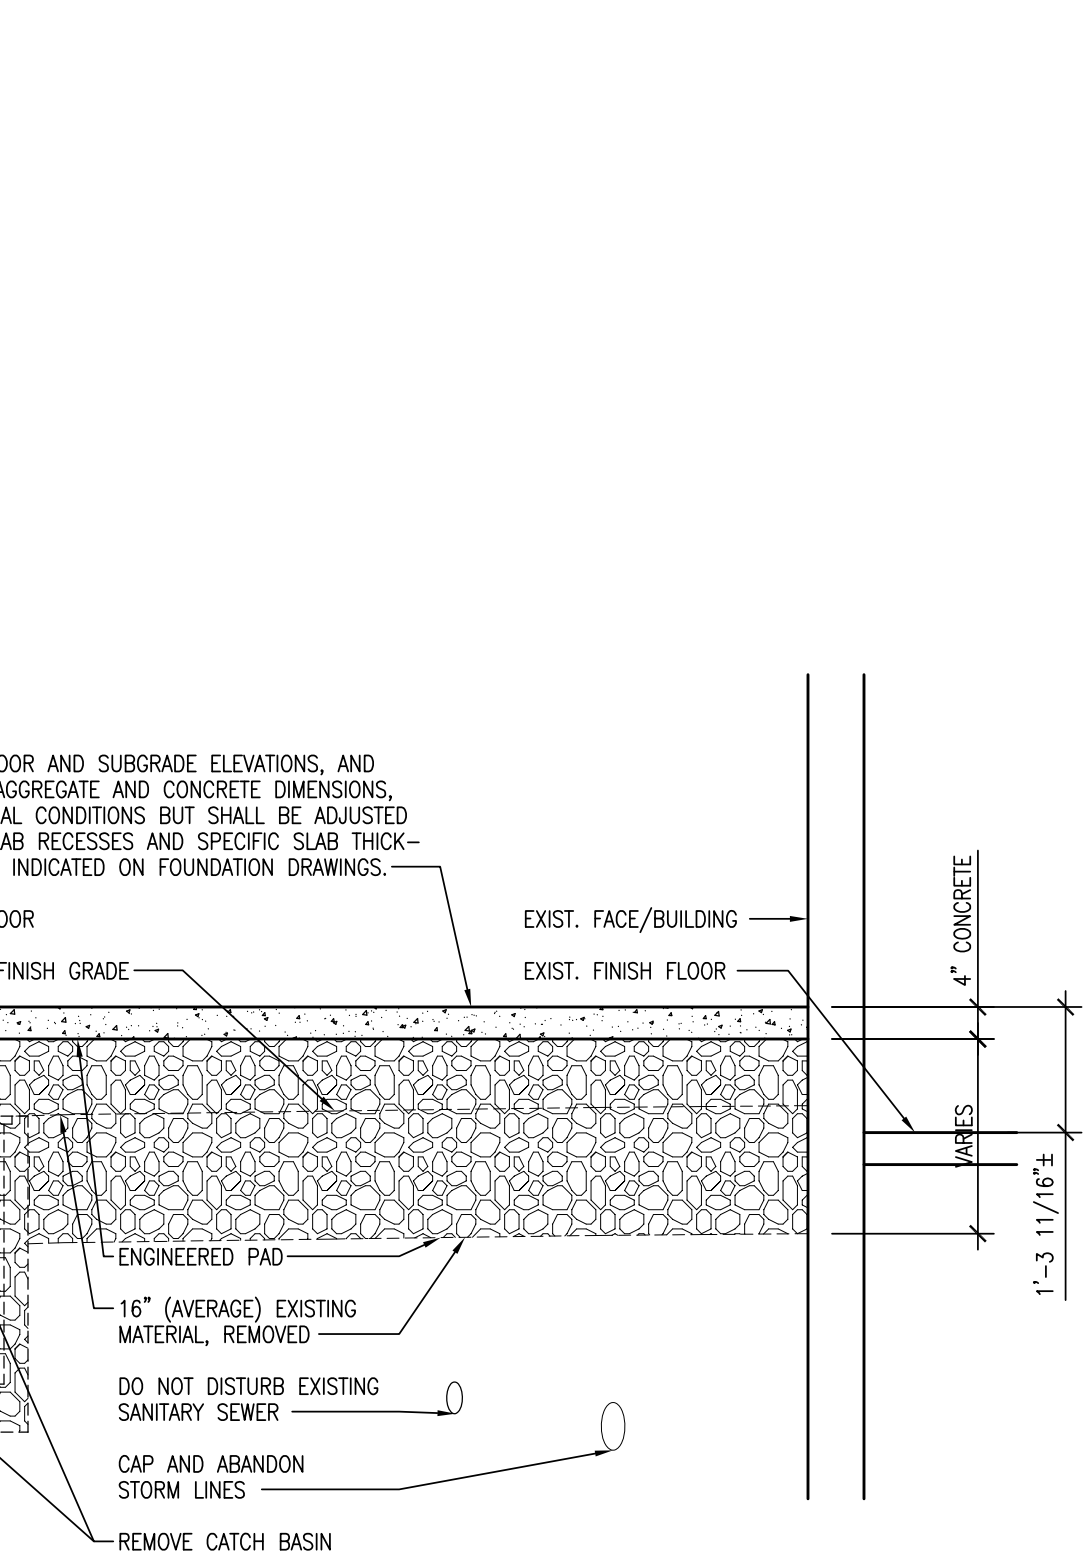 OOR AND SUBGRADE ELEVATIONS, AND
AGGREGATE AND CONCRETE DIMENSIONS,
AL CONDITIONS BUT SHALL BE ADJUSTED
AB RECESSES AND SPECIFIC SLAB THICK-
INDICATED ON FOUNDATION DRAWINGS.
OOR
FINISH GRADE
EXIST. FACE/BUILDING
EXIST. FINISH FLOOR
4" CONCRETE
VARIES
1'-3 11/16"±
ENGINEERED PAD
16" (AVERAGE) EXISTING
MATERIAL, REMOVED
DO NOT DISTURB EXISTING
SANITARY SEWER
CAP AND ABANDON
STORM LINES
REMOVE CATCH BASIN